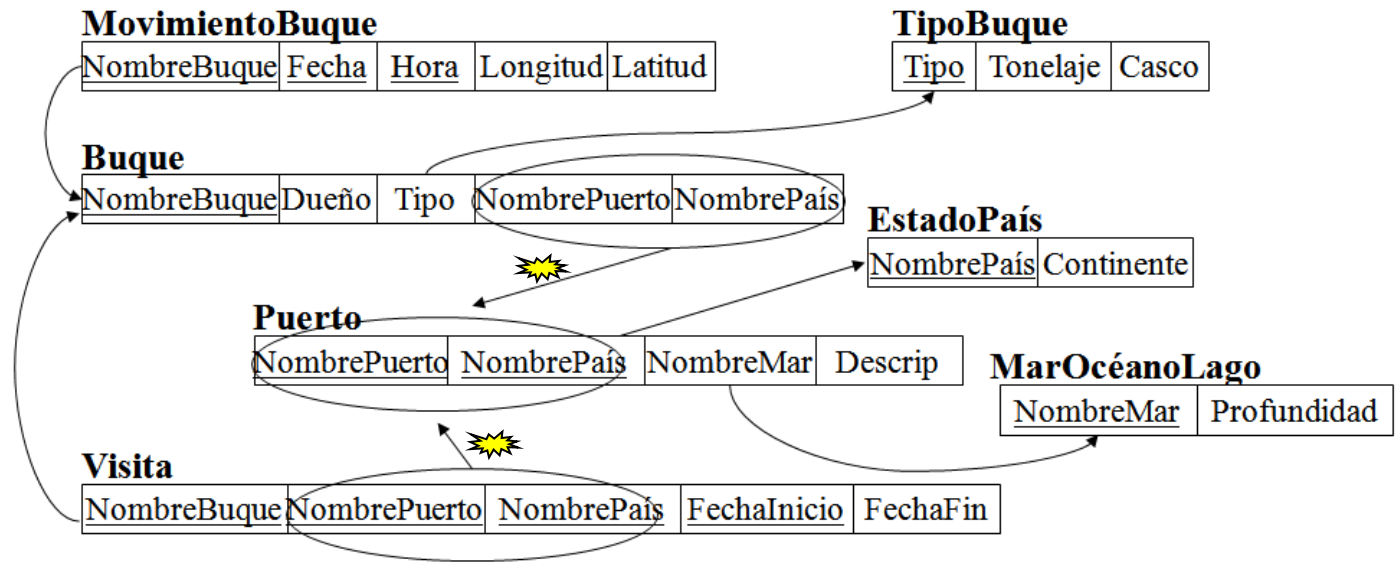 MovimientoBuque
NombreBuque Fecha Hora Longitud Latitud
TipoBuque
Tipo Tonelaje Casco
Buque
NombreBuque Dueño Tipo NombrePuerto NombrePaís
EstadoPaís
NombrePaís Continente
Puerto
NombrePuerto NombrePaís NombreMar Descrip
MarOcéanoLago
NombreMar Profundidad
Visita
NombreBuque NombrePuerto NombrePaís FechaInicio FechaFin